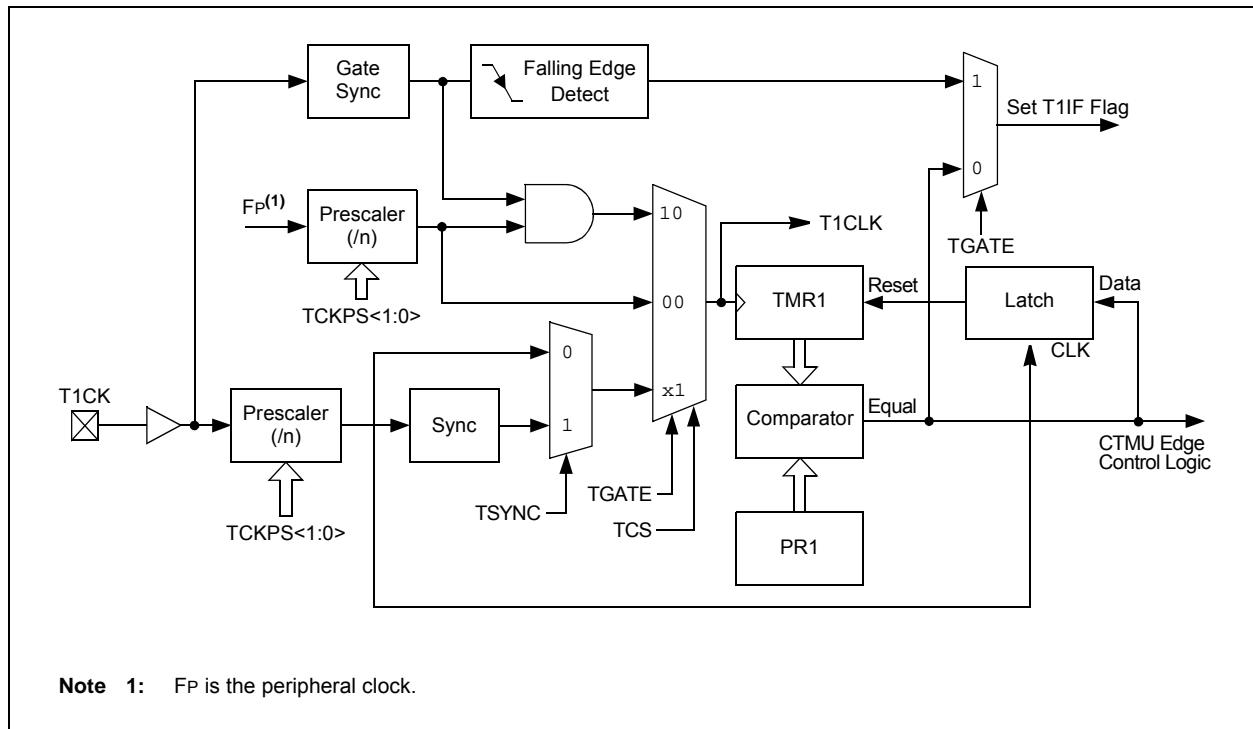 Gate
Sync
Falling Edge
Detect
1
Set T1IF Flag
0
TGATE
FP(1)
Prescaler
(/n)
TCKPS<1:0>
10
00
x1
T1CLK
TMR1
Reset
Latch
Data
CLK
T1CK
Prescaler
(/n)
TCKPS<1:0>
Sync
0
1
TSYNC
TGATE
TCS
Comparator
Equal
PR1
CTMU Edge
Control Logic
Note 1: FP is the peripheral clock.